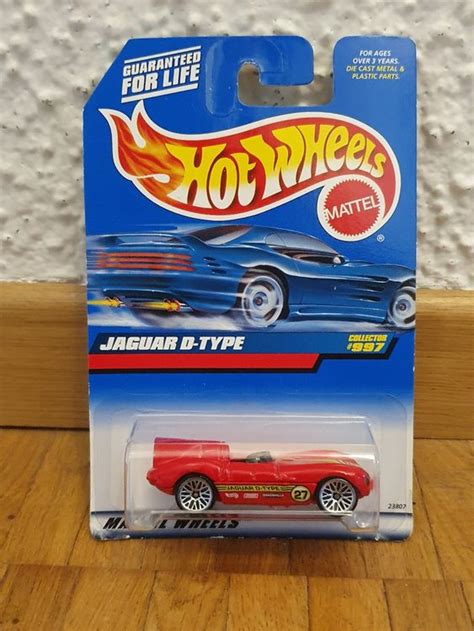 GUARANTEED
FOR LIFE
FOR AGES
OVER 3 YEARS.
DIE CAST METAL &
PLASTIC PARTS.
HOT WHEELS
MATTEL
®
JAGUAR D-TYPE
COLLECTOR
#997
JAGUAR D-TYPE
27
23807
WHEELS